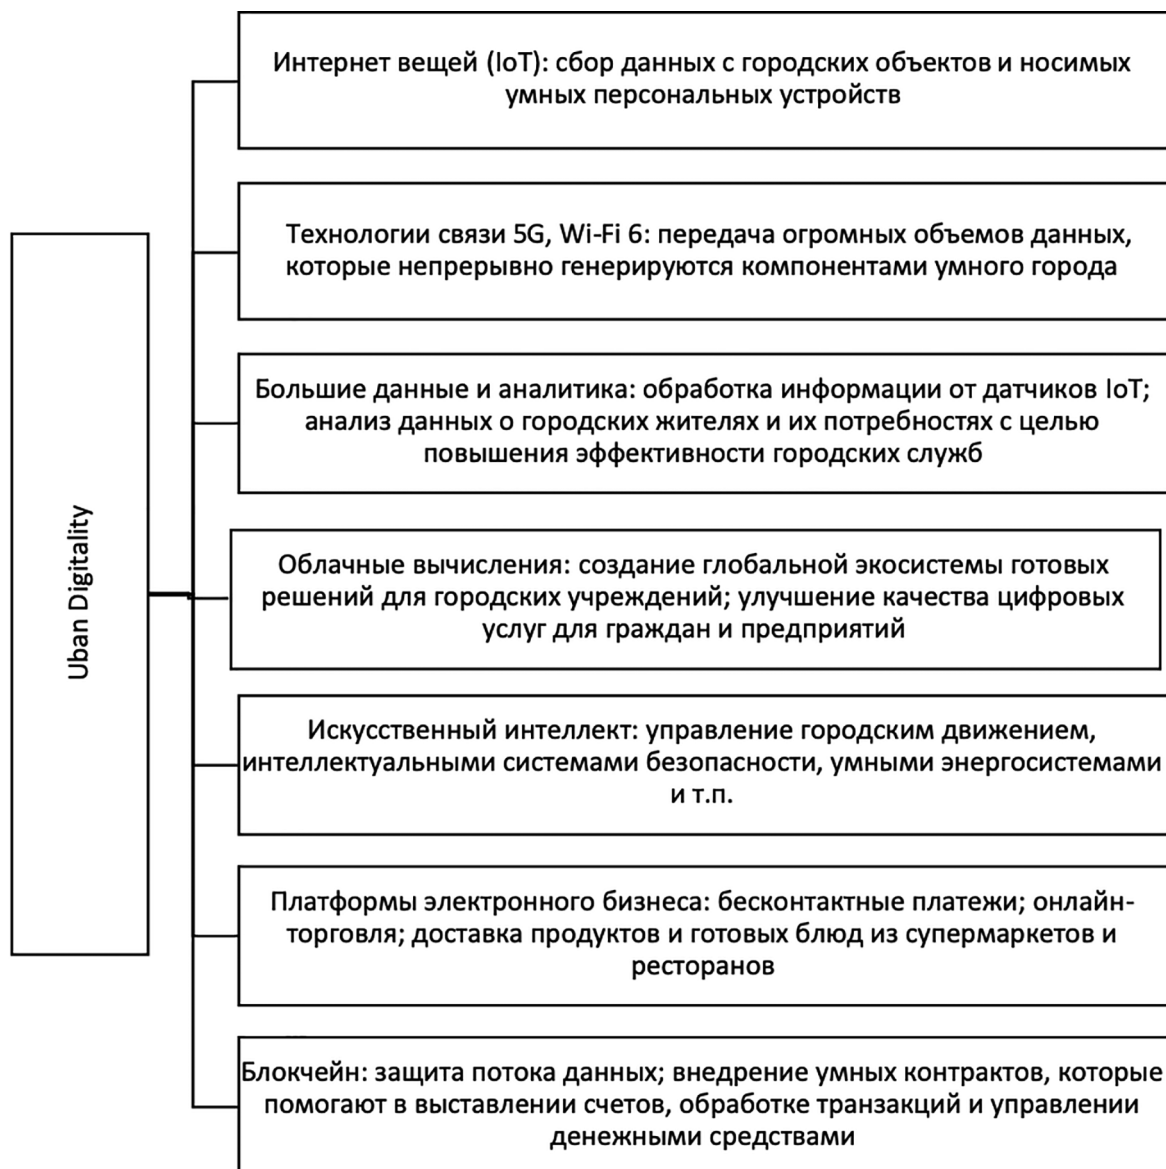 Интернет вещей (IoT): сбор данных с городских объектов и носимых
умных персональных устройств
Технологии связи 5G, Wi-Fi 6: передача огромных объемов данных,
которые непрерывно генерируются компонентами умного города
Большие данные и аналитика: обработка информации от датчиков IoT;
анализ данных о городских жителях и их потребностях с целью
повышения эффективности городских служб
Uban Digitality
Облачные вычисления: создание глобальной экосистемы готовых
решений для городских учреждений; улучшение качества цифровых
услуг для граждан и предприятий
Искусственный интеллект: управление городским движением,
интеллектуальными системами безопасности, умными энергосистемами
и т.п.
Платформы электронного бизнеса: бесконтактные платежи; онлайн-
торговля; доставка продуктов и готовых блюд из супермаркетов и
ресторанов
Блокчейн: защита потока данных; внедрение умных контрактов, которые
помогают в выставлении счетов, обработке транзакций и управлении
денежными средствами